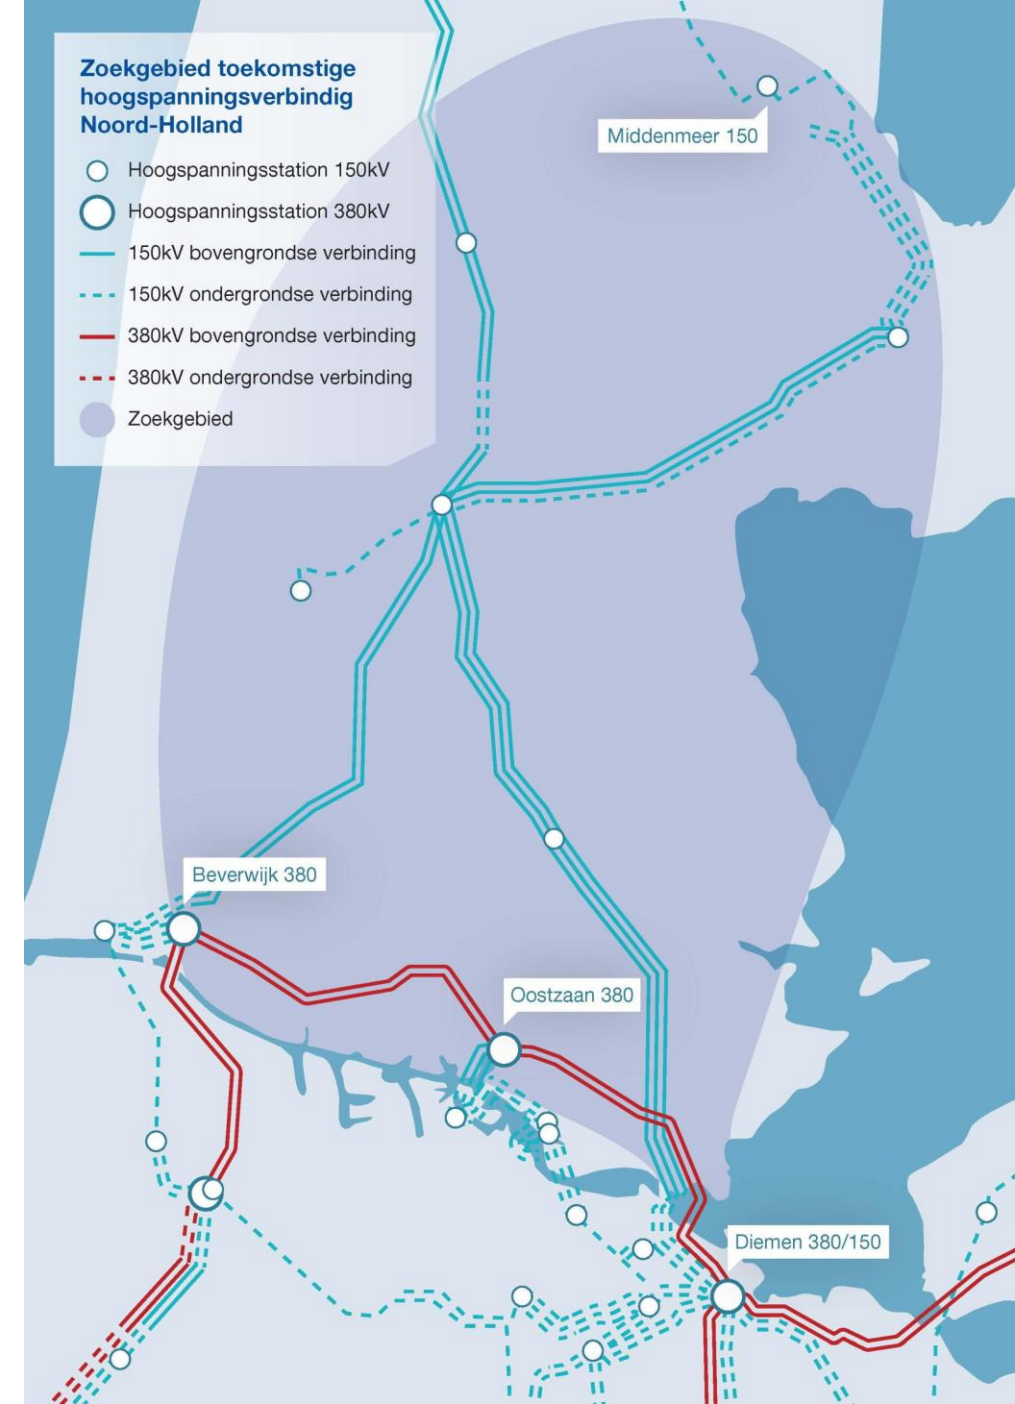 Zoekgebied toekomstige
hoogspanningsverbindig
Noord-Holland
Hoogspanningsstation 150kV
Hoogspanningsstation 380kV
150kV bovengrondse verbinding
150kV ondergrondse verbinding
380kV bovengrondse verbinding
380kV ondergrondse verbinding
Zoekgebied
Middenmeer 150
Beverwijk 380
Oostzaan 380
Diemen 380/150